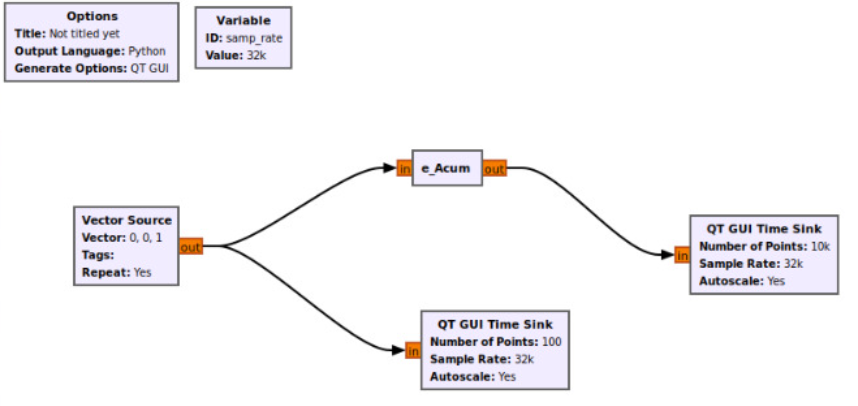 Options
Title: Not titled yet
Output Language: Python
Generate Options: QT GUI
Variable
ID: samp_rate
Value: 32k
in
e_Acum
out
Vector Source
Vector: 0, 0, 1
Tags:
Repeat: Yes
out
QT GUI Time Sink
Number of Points: 10k
Sample Rate: 32k
Autoscale: Yes
in
QT GUI Time Sink
Number of Points: 100
Sample Rate: 32k
Autoscale: Yes
in